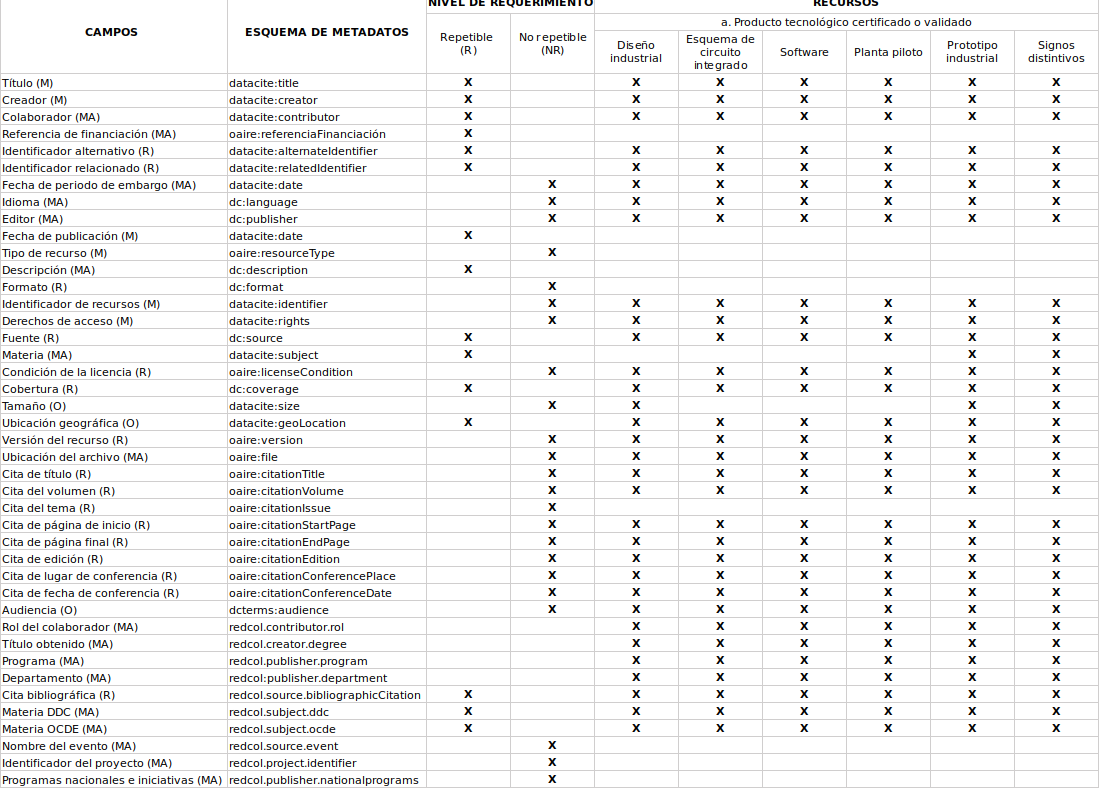 NIVEL DE REQUERIMIENTO RECURSOS
CAMPOS ESQUEMA DE METADATOS Repetible (R) No repetible (NR) a. Producto tecnológico certificado o validado
Diseño industrial Esquema de circuito integrado Software Planta piloto Prototipo industrial Signos distintivos
Título (M) datacite:title X X X X X X X
Creador (M) datacite:creator X X X X X X X
Colaborador (MA) datacite:contributor X X X X X X X
Referencia de financiación (MA) oaire:referenciaFinanciación X
Identificador alternativo (R) datacite:alternateIdentifier X X X X X X X
Identificador relacionado (R) datacite:relatedIdentifier X X X X X X X
Fecha de periodo de embargo (MA) datacite:date X X X X X X X
Idioma (MA) dc:language X X X X X X X
Editor (MA) dc:publisher X X X X X X X
Fecha de publicación (M) datacite:date X
Tipo de recurso (M) oaire:resourceType X
Descripción (MA) dc:description X
Formato (R) dc:format X
Identificador de recursos (M) datacite:identifier X X X X X X X
Derechos de acceso (M) datacite:rights X X X X X X X
Fuente (R) dc:source X X X X X X X
Materia (MA) datacite:subject X X X
Condición de la licencia (R) oaire:licenseCondition X X X X X X X
Cobertura (R) dc:coverage X X X X X X X
Tamaño (O) datacite:size X X X X
Ubicación geográfica (O) datacite:geoLocation X X X X X X X
Versión del recurso (R) oaire:version X X X X X X X
Ubicación del archivo (MA) oaire:file X X X X X X X
Cita de título (R) oaire:citationTitle X X X X X X X
Cita del volumen (R) oaire:citationVolume X X X X X X X
Cita del tema (R) oaire:citationIssue X
Cita de página de inicio (R) oaire:citationStartPage X X X X X X X
Cita de página final (R) oaire:citationEndPage X X X X X X X
Cita de edición (R) oaire:citationEdition X X X X X X X
Cita de lugar de conferencia (R) oaire:citationConferencePlace X X X X X X X
Cita de fecha de conferencia (R) oaire:citationConferenceDate X X X X X X X
Audiencia (O) dcterms:audience X X X X X X X
Rol del colaborador (MA) redcol.contributor.rol X X X X X X
Título obtenido (MA) redcol.creator.degree X X X X X X
Programa (MA) redcol.publisher.program X X X X X X
Departamento (MA) redcol:publisher.department X X X X X X
Cita bibliográfica (R) redcol.source.bibliographicCitation X X X X X X X
Materia DDC (MA) redcol.subject.ddc X X X X X X X
Materia OCDE (MA) redcol.subject.ocde X X X X X X X
Nombre del evento (MA) redcol.source.event X
Identificador del proyecto (MA) redcol.project.identifier X
Programas nacionales e iniciativas (MA) redcol.publisher.nationalprograms X